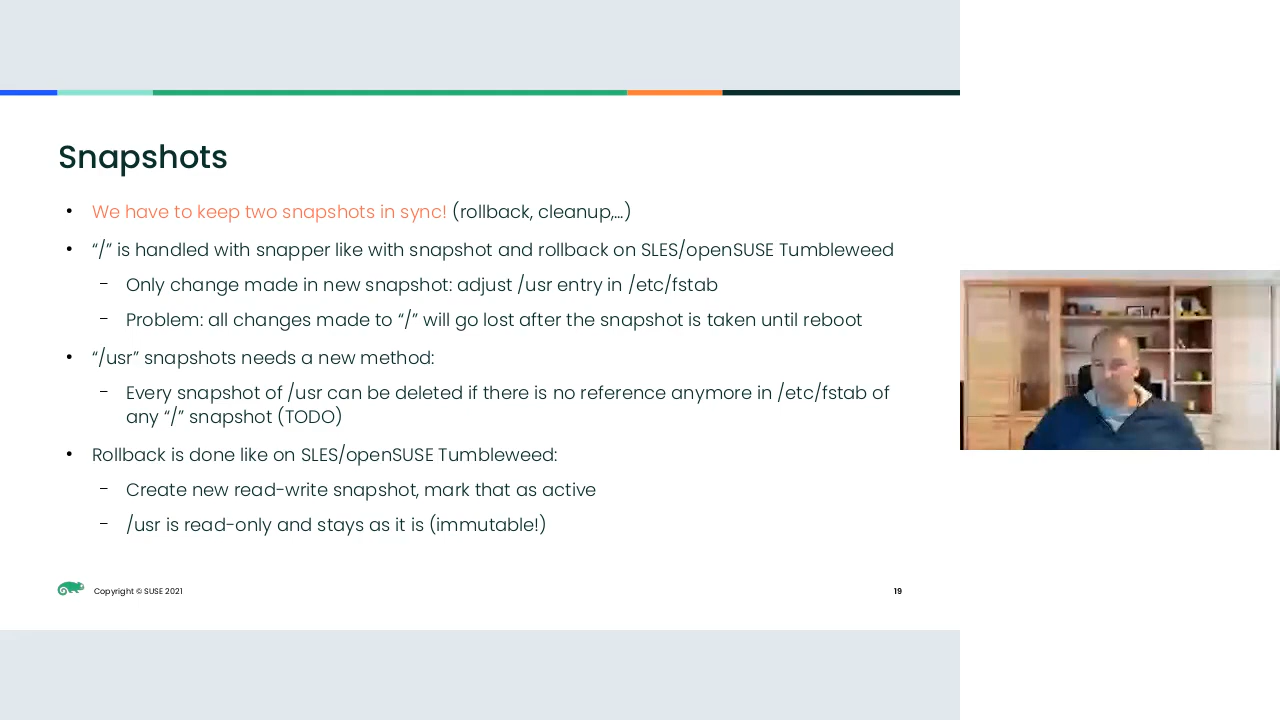 Snapshots
• We have to keep two snapshots in sync! (rollback, cleanup,...)
• “/” is handled with snapper like with snapshot and rollback on SLES/openSUSE Tumbleweed
– Only change made in new snapshot: adjust /usr entry in /etc/fstab
– Problem: all changes made to “/” will go lost after the snapshot is taken until reboot
• “/usr” snapshots needs a new method:
– Every snapshot of /usr can be deleted if there is no reference anymore in /etc/fstab of
any “/” snapshot (TODO)
• Rollback is done like on SLES/openSUSE Tumbleweed:
– Create new read-write snapshot, mark that as active
– /usr is read-only and stays as it is (immutable!)
Copyright © SUSE 2021
19